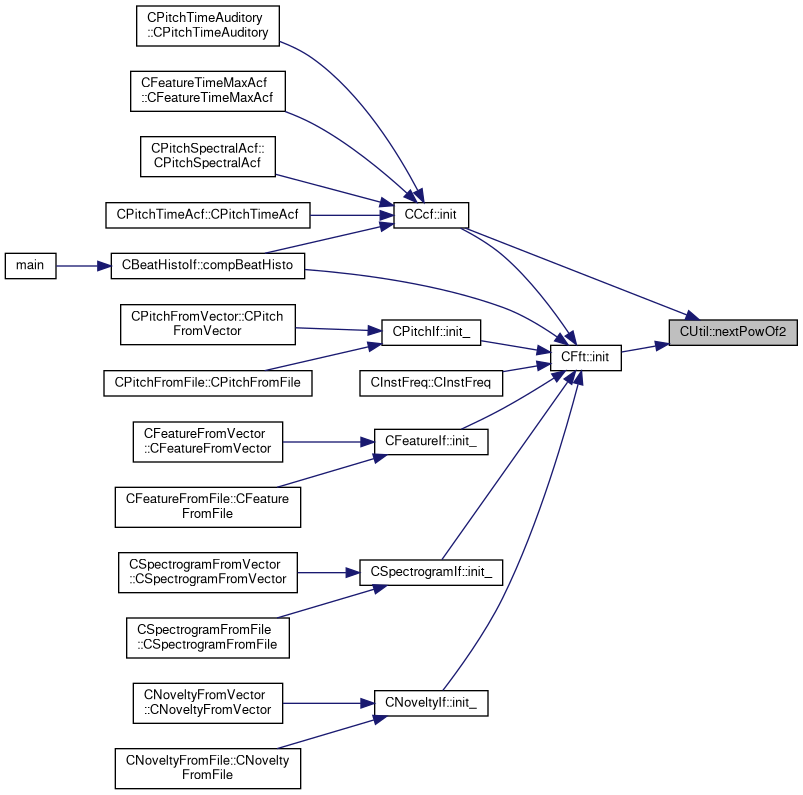 CPitchTimeAuditory
::CPitchTimeAuditory
CFeatureTimeMaxAcf
::CFeatureTimeMaxAcf
CPitchSpectralAcf::
CPitchSpectralAcf
CPitchTimeAcf::CPitchTimeAcf
CCcf::init
main
CBeatHistoIf::compBeatHisto
CPitchFromVector::CPitch
FromVector
CPitchIf::init_
CUtil::nextPowOf2
CFft::init
CPitchFromFile::CPitchFromFile
CInstFreq::CInstFreq
CFeatureFromVector
::CFeatureFromVector
CFeatureIf::init_
CFeatureFromFile::CFeature
FromFile
CSpectrogramFromVector
::CSpectrogramFromVector
CSpectrogramIf::init_
CSpectrogramFromFile
::CSpectrogramFromFile
CNoveltyFromVector
::CNoveltyFromVector
CNoveltyIf::init_
CNoveltyFromFile::CNovelty
FromFile